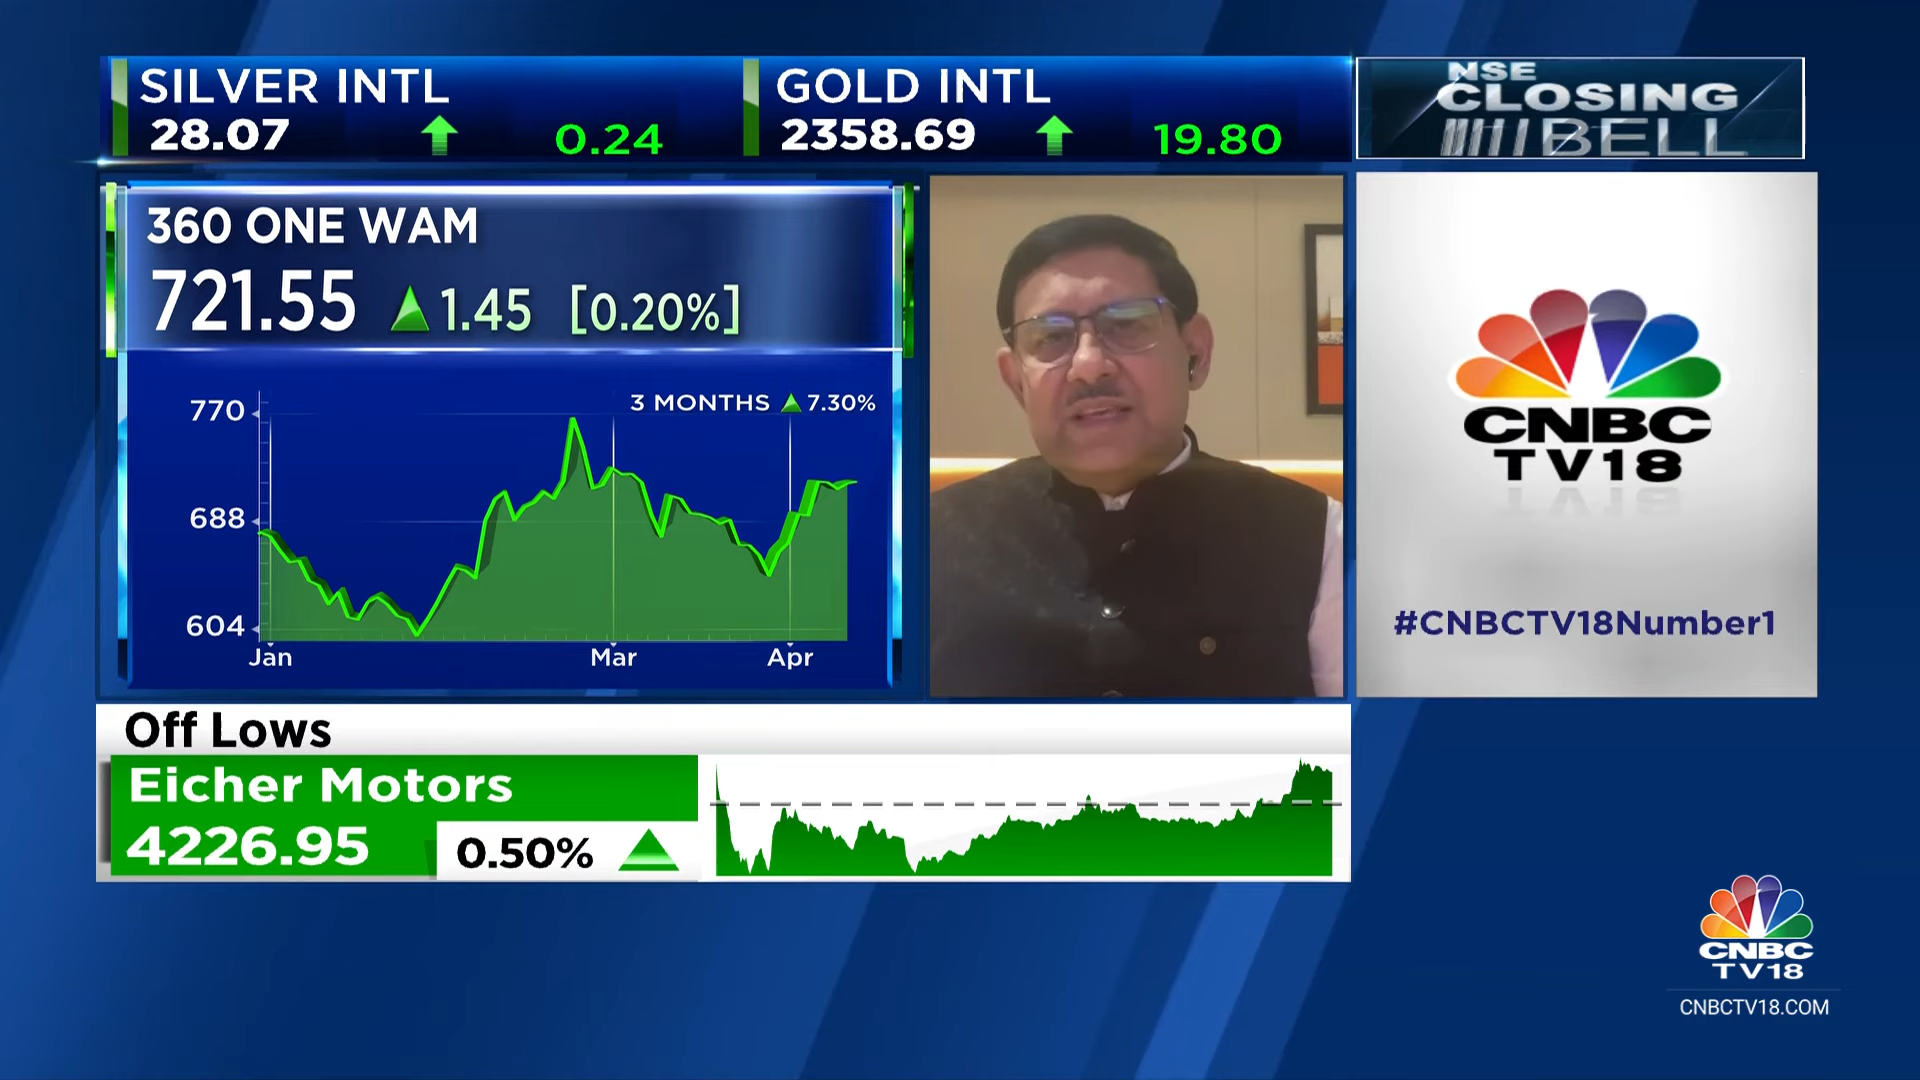 SILVER INTL
28.07 0.24
GOLD INTL
2358.69 19.80
NSE
CLOSING
BELL
360 ONE WAM
721.55 1.45 [0.20%]
3 MONTHS 7.30%
770
688
604
Jan Mar Apr
CNBC
TV18
#CNBCTV18Number1
Off Lows
Eicher Motors
4226.95 0.50%
CNBC
TV18
CNBCTV18.COM